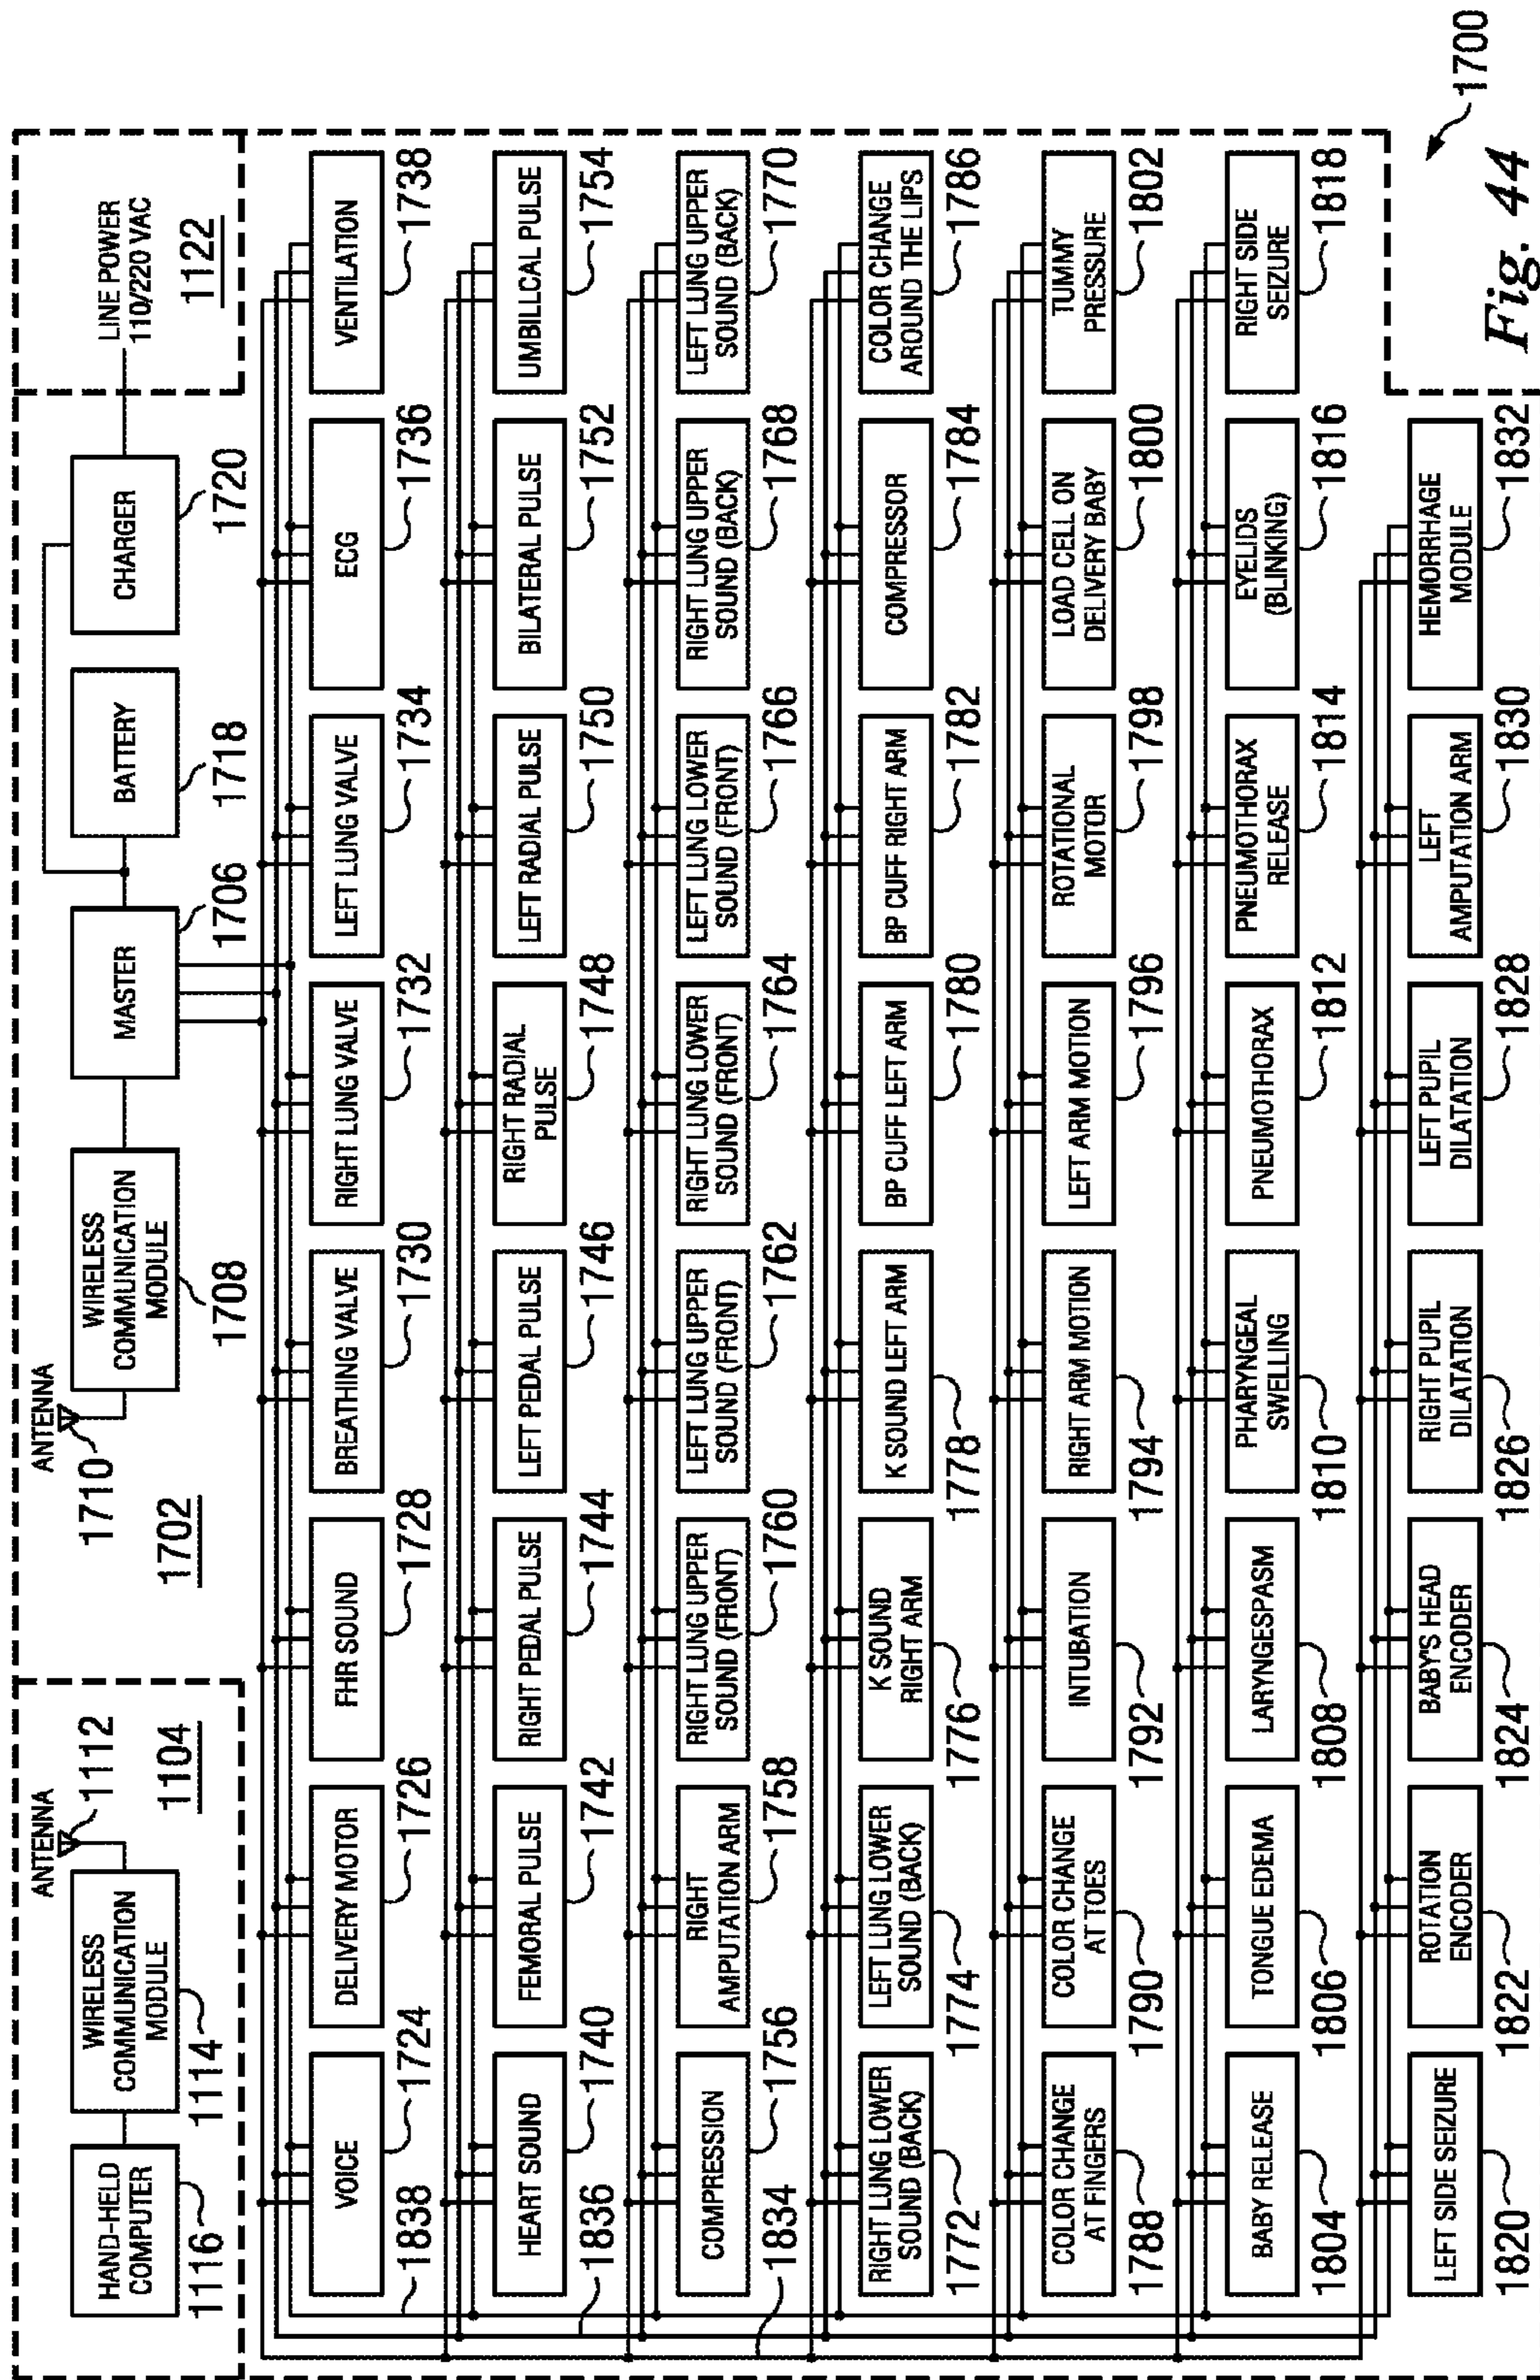 ANTENNA
1112
HAND-HELD
COMPUTER
1116
WIRELESS
COMMUNICATION
MODULE
1114
1104
ANTENNA
1710
1702
WIRELESS
COMMUNICATION
MODULE
1708
MASTER
1706
BATTERY
1718
CHARGER
1720
LINE POWER
110/220 VAC
1122
VOICE
1724
DELIVERY MOTOR
1726
FHR SOUND
1728
BREATHING VALVE
1730
RIGHT LUNG VALVE
1732
LEFT LUNG VALVE
1734
ECG
1736
VENTILATION
1738
1838
HEART SOUND
1740
FEMORAL PULSE
1742
RIGHT PEDAL PULSE
1744
LEFT PEDAL PULSE
1746
RIGHT RADIAL
PULSE
1748
LEFT RADIAL PULSE
1750
BILATERAL PULSE
1752
UMBILLCAL PULSE
1754
1836
COMPRESSION
1756
RIGHT
AMPUTATION ARM
1758
RIGHT LUNG UPPER
SOUND (FRONT)
1760
LEFT LUNG UPPER
SOUND (FRONT)
1762
RIGHT LUNG LOWER
SOUND (FRONT)
1764
LEFT LUNG LOWER
SOUND (FRONT)
1766
RIGHT LUNG UPPER
SOUND (BACK)
1768
LEFT LUNG UPPER
SOUND (BACK)
1770
1834
RIGHT LUNG LOWER
SOUND (BACK)
1772
LEFT LUNG LOWER
SOUND (BACK)
1774
K SOUND
RIGHT ARM
1776
K SOUND LEFT ARM
1778
BP CUFF LEFT ARM
1780
BP CUFF RIGHT ARM
1782
COMPRESSOR
1784
COLOR CHANGE
AROUND THE LIPS
1786
COLOR CHANGE
AT FINGERS
1788
COLOR CHANGE
AT TOES
1790
INTUBATION
1792
RIGHT ARM MOTION
1794
LEFT ARM MOTION
1796
ROTATIONAL
MOTOR
1798
LOAD CELL ON
DELIVERY BABY
1800
TUMMY
PRESSURE
1802
BABY RELEASE
1804
TONGUE EDEMA
1806
LARYNGESPASM
1808
PHARYNGEAL
SWELLING
1810
PNEUMOTHORAX
1812
PNEUMOTHORAX
RELEASE
1814
EYELIDS
(BLINKING)
1816
RIGHT SIDE
SEIZURE
1818
LEFT SIDE SEIZURE
1820
ROTATION
ENCODER
1822
BABY'S HEAD
ENCODER
1824
RIGHT PUPIL
DILATATION
1826
LEFT PUPIL
DILATATION
1828
LEFT
AMPUTATION ARM
1830
HEMORRHAGE
MODULE
1832
1700
Fig. 44